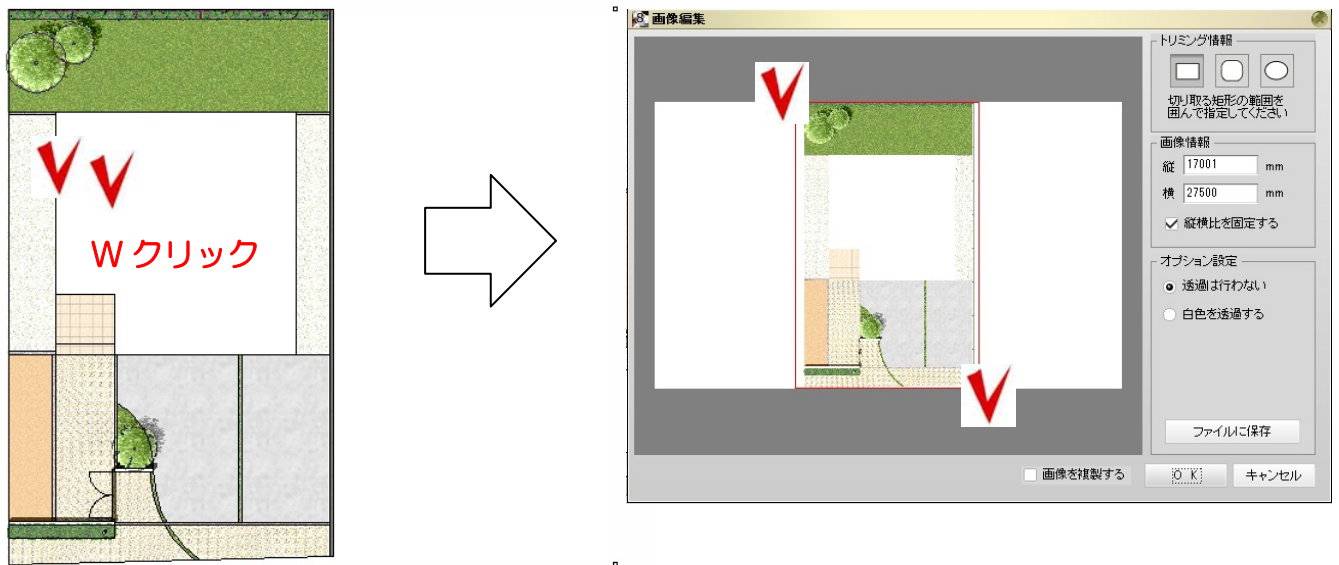 Wクリック
画像編集
トリミング情報
切り取る矩形の範囲を
囲んで指定してください
画像情報
縦 17001 mm
横 27500 mm
縦横比を固定する
オプション設定
透過は行わない
白色を透過する
ファイルに保存
画像を複製する
O K
キャンセル